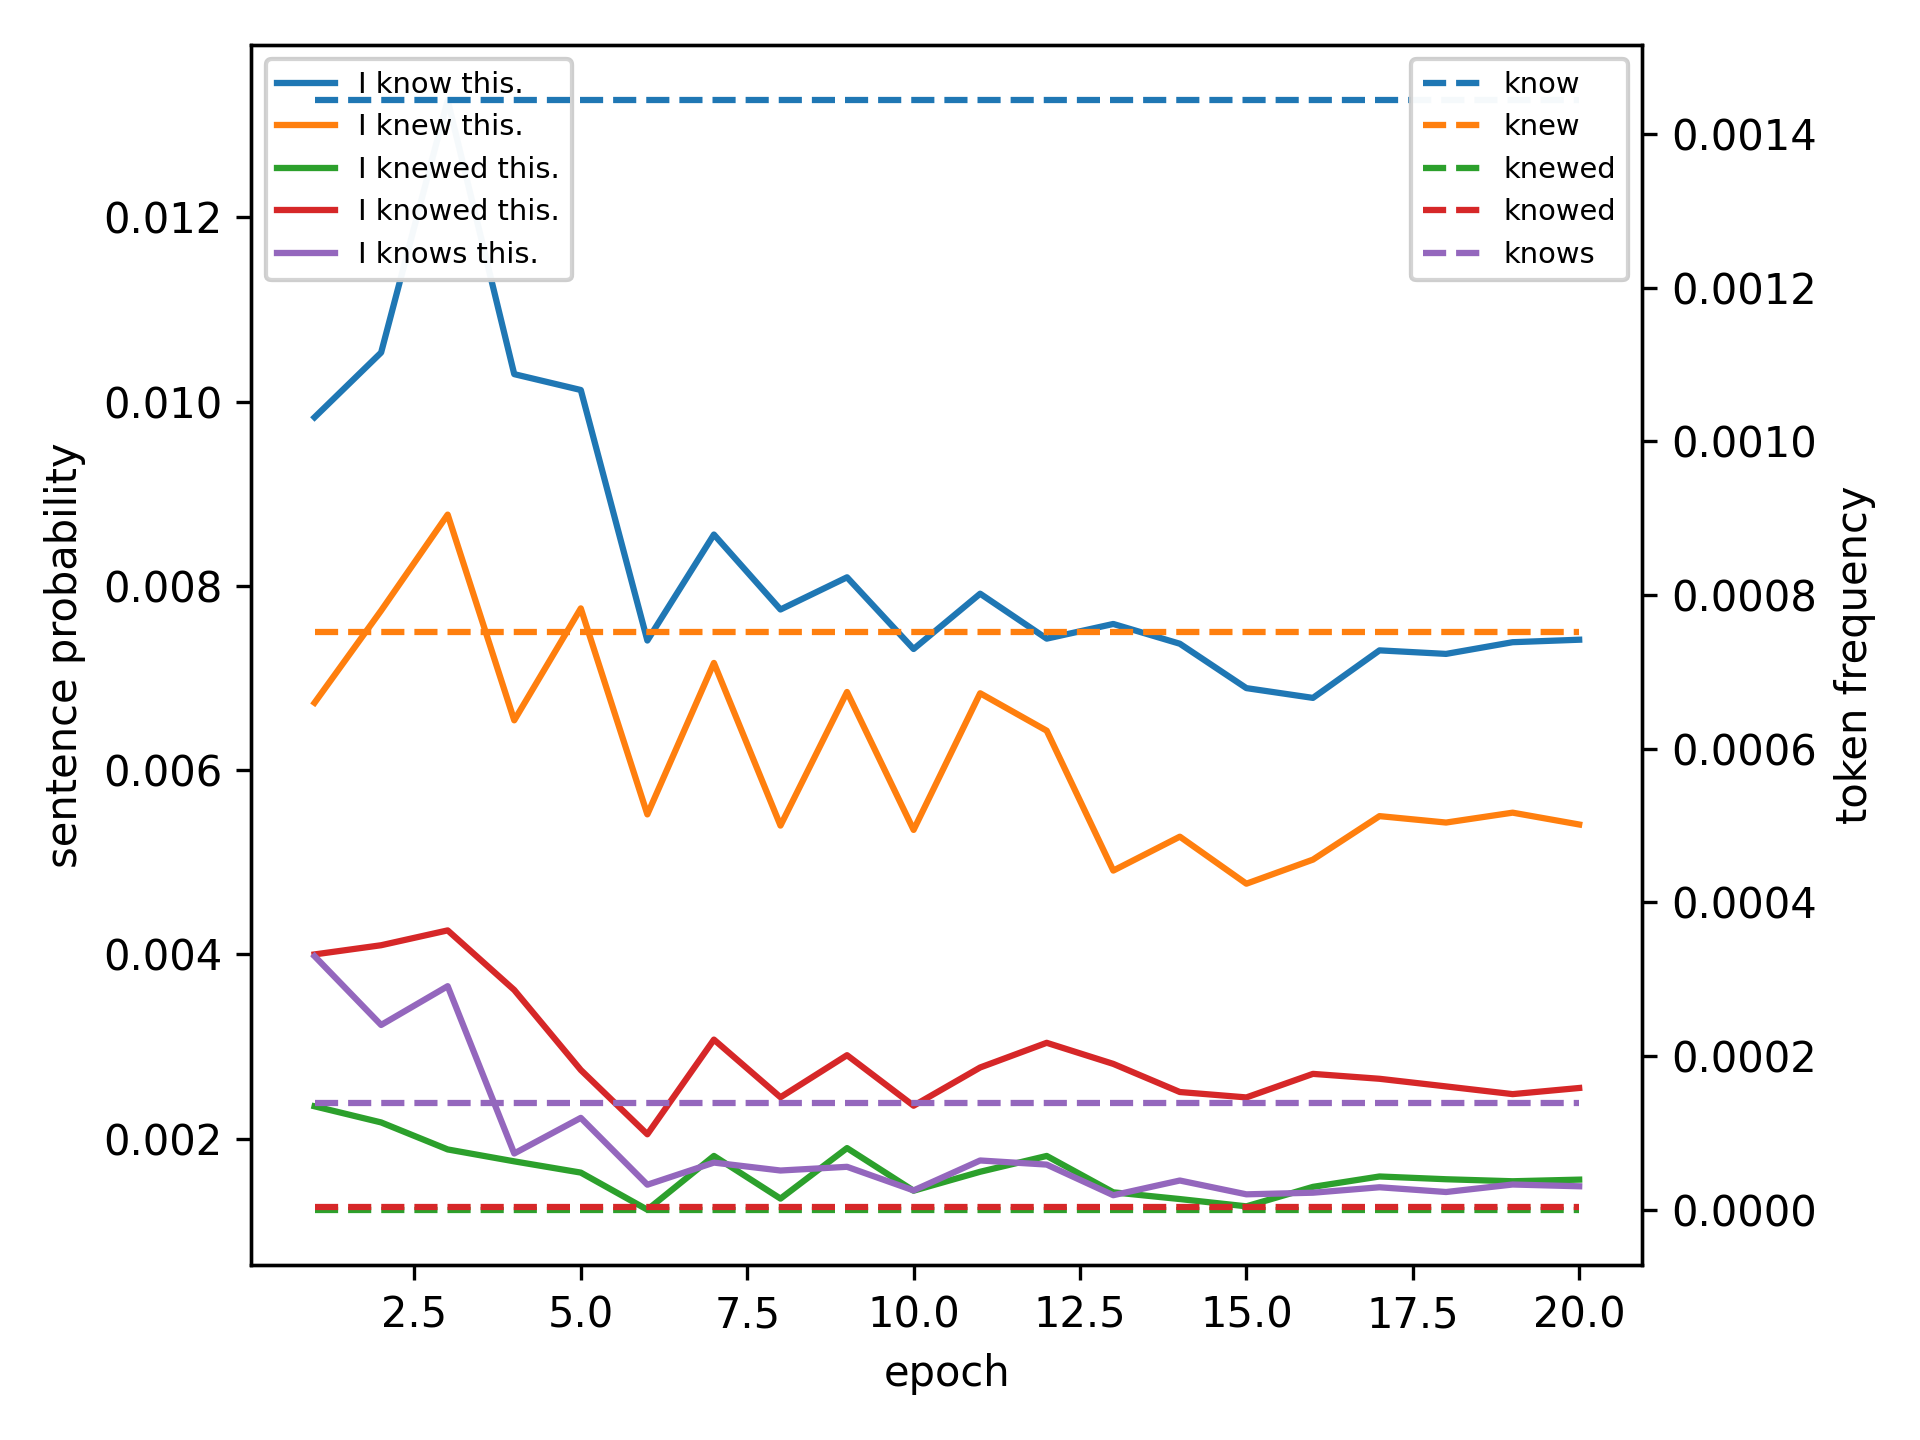 I know this.
I knew this.
I knewed this.
I knowed this.
I knows this.
know
knew
knewed
knowed
knows
0.012
0.010
0.008
0.006
0.004
0.002
sentence probability
0.0014
0.0012
0.0010
0.0008
0.0006
0.0004
0.0002
0.0000
token frequency
2.5 5.0 7.5 10.0 12.5 15.0 17.5 20.0
epoch